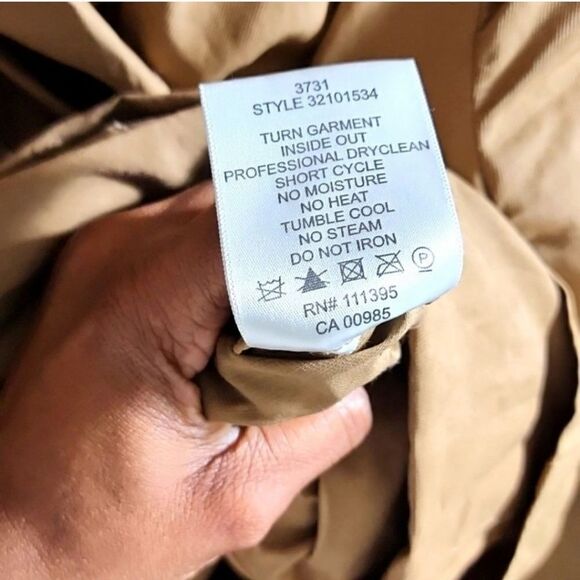 3731
STYLE 32101534
TURN GARMENT
INSIDE OUT
PROFESSIONAL DRYCLEAN
SHORT CYCLE
NO MOISTURE
NO HEAT
TUMBLE COOL
NO STEAM
DO NOT IRON
P
RN# 111395
CA 00985